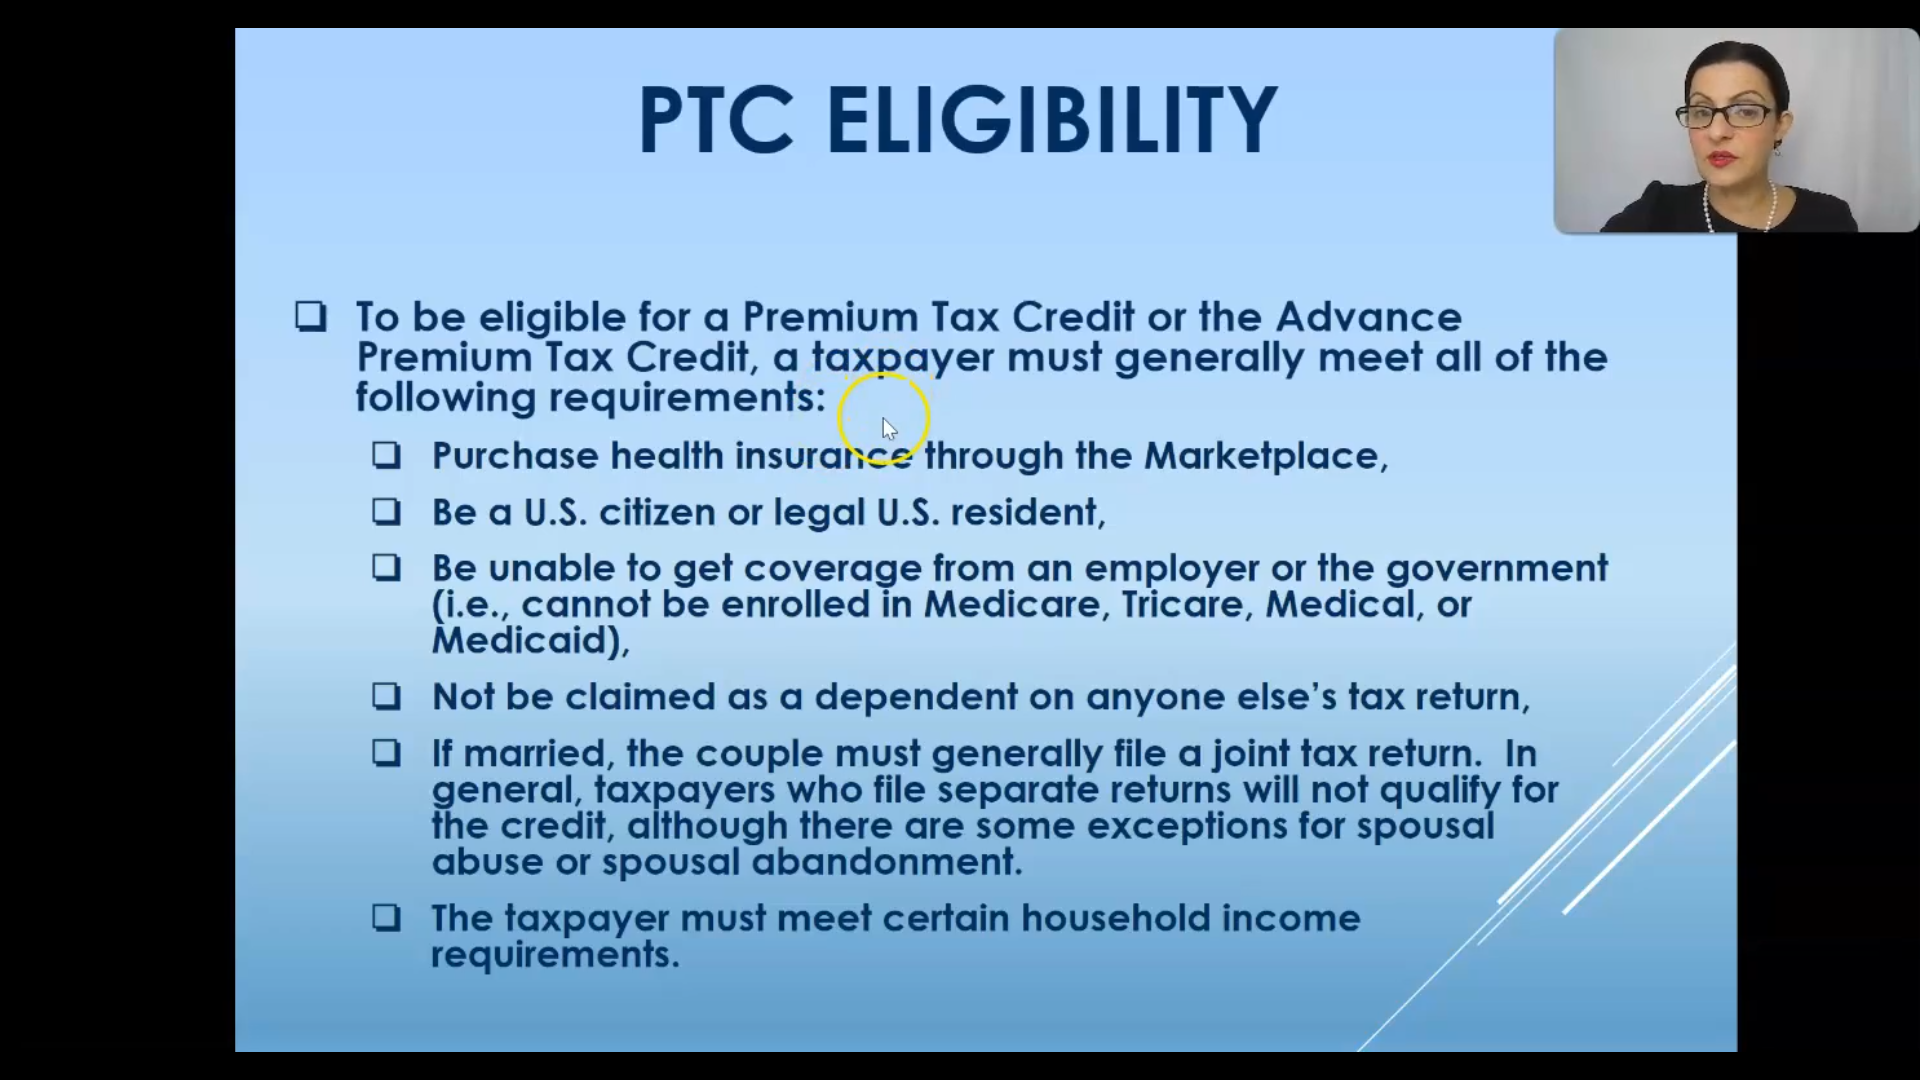 PTC ELIGIBILITY
To be eligible for a Premium Tax Credit or the Advance
Premium Tax Credit, a taxpayer must generally meet all of the
following requirements:
Purchase health insurance through the Marketplace,
Be a U.S. citizen or legal U.S. resident,
Be unable to get coverage from an employer or the government
(i.e., cannot be enrolled in Medicare, Tricare, Medical, or
Medicaid),
Not be claimed as a dependent on anyone else’s tax return,
If married, the couple must generally file a joint tax return.  In
general, taxpayers who file separate returns will not qualify for
the credit, although there are some exceptions for spousal
abuse or spousal abandonment.
The taxpayer must meet certain household income
requirements.